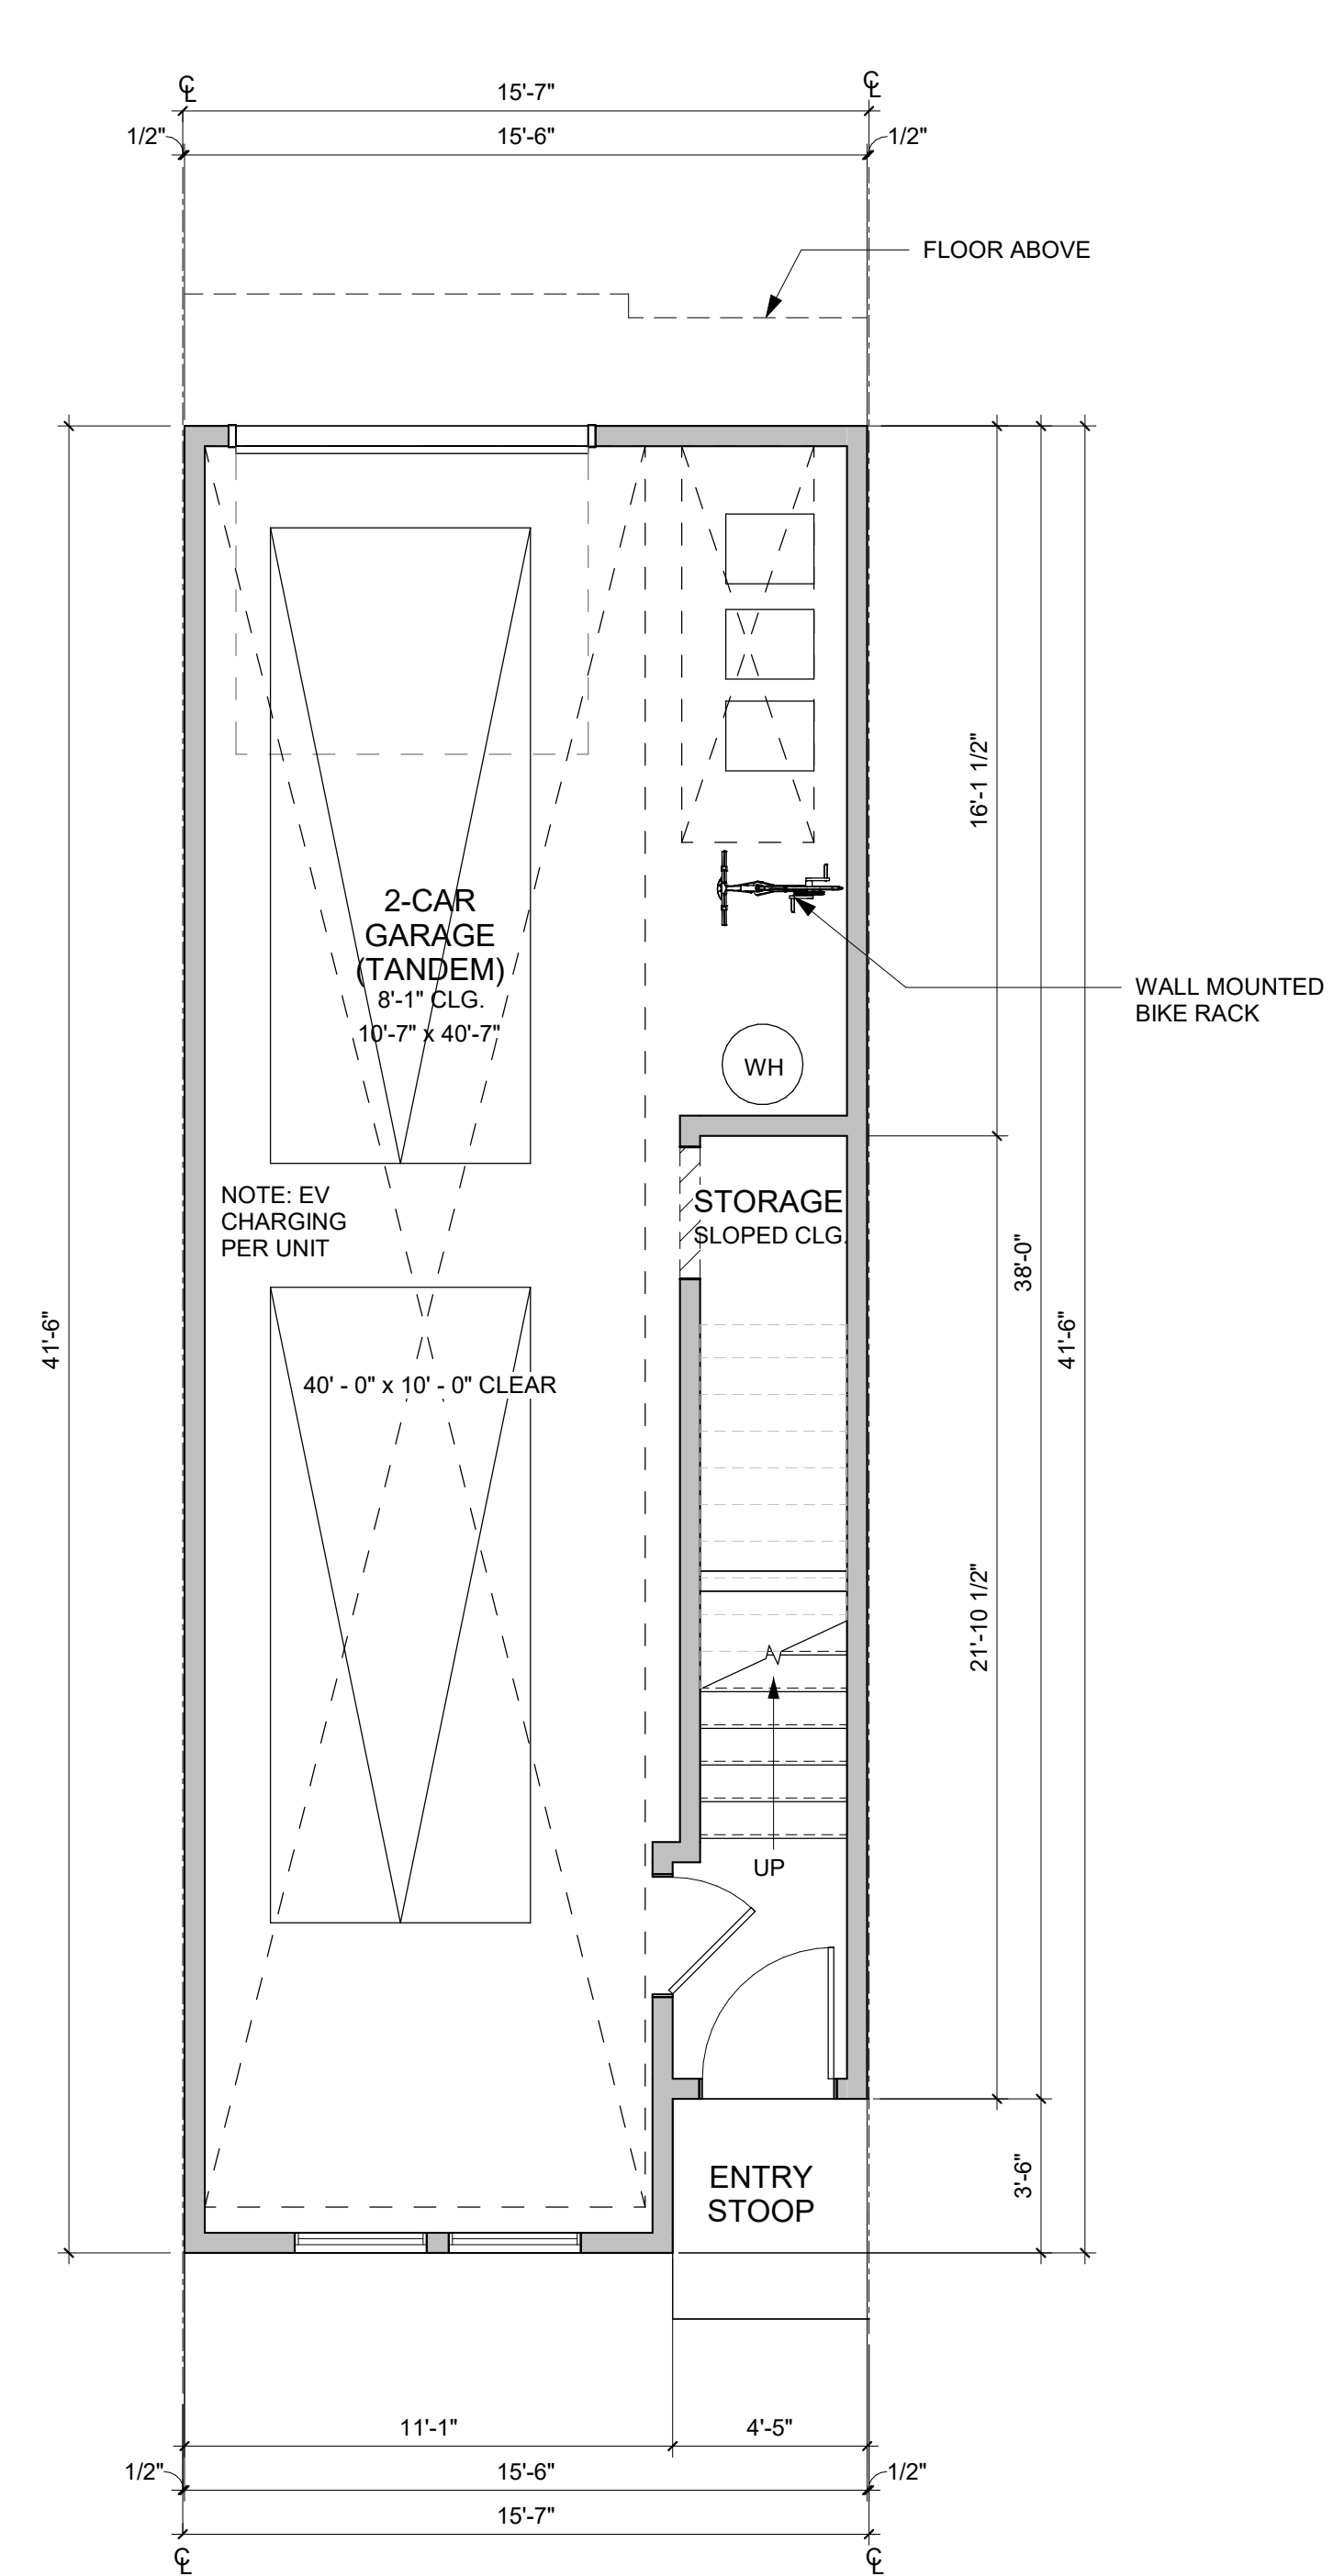 ℄ ℄
15'-7"
1/2" 15'-6" 1/2"
FLOOR ABOVE
16'-1 1/2"
2-CAR
GARAGE
(TANDEM)
8'-1" CLG.
10'-7" x 40'-7"
WALL MOUNTED
BIKE RACK
WH
NOTE: EV
CHARGING
PER UNIT
STORAGE
SLOPED CLG.
38'-0"
41'-6"
41'-6"
40' - 0" x 10' - 0" CLEAR
21'-10 1/2"
UP
ENTRY
STOOP
3'-6"
11'-1" 4'-5"
1/2" 15'-6" 1/2"
15'-7"
℄ ℄